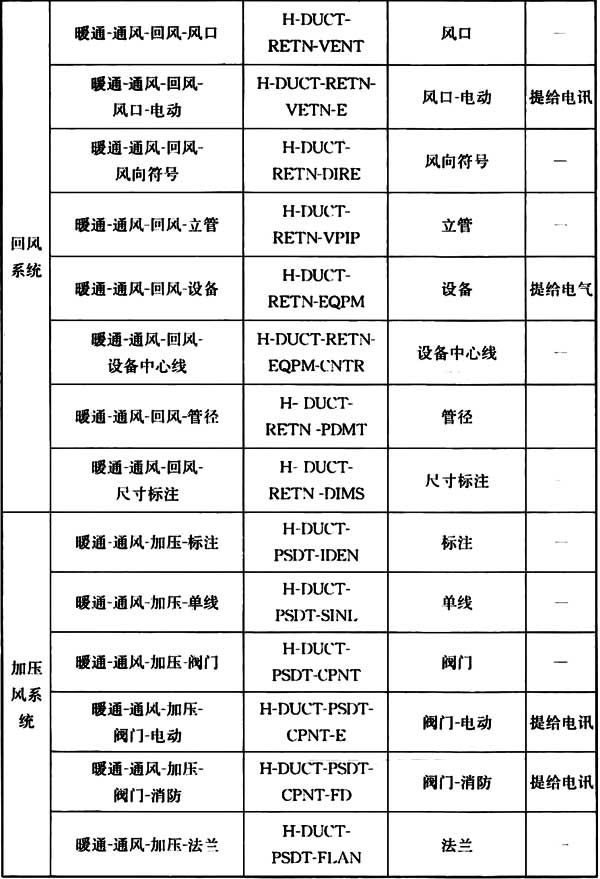 暖通-通风-回风-风口
H-DUCT-
RETN-VENT
风口
—
暖通-通风-回风-
风口-电动
H-DUCT-RETN-
VETN-E
风口-电动
提给电讯
暖通-通风-回风-
风向符号
H-DUCT-
RETN-DIRE
风向符号
—
暖通-通风-回风-立管
H-DUCT-
RETN-VPIP
立管
—
回风
系统
暖通-通风-回风-设备
H-DUCT-
RETN-EQPM
设备
提给电气
暖通-通风-回风-
设备中心线
H-DUCT-RETN-
EQPM-CNTR
设备中心线
—
暖通-通风-回风-管径
H- DUCT-
RETN -PDMT
管径
暖通-通风-回风-
尺寸标注
H- DUCT-
RETN -DIMS
尺寸标注
-
暖通-通风-加压-标注
H-DUCT-
PSDT-IDEN
标注
—
暖通-通风-加压-单线
H-DUCT-
PSDT-SINL
单线
—
加压
风系
统
暖通-通风-加压-阀门
H-DUCT-
PSDT-CPNT
阀门
—
暖通-通风-加压-
阀门-电动
H-DUCT-PSDT-
CPNT-E
阀门-电动
提给电讯
暖通-通风-加压-
阀门-消防
H-DUCT-PSDT-
CPNT-FD
阀门-消防
提给电讯
暖通-通风-加压-法兰
H-DUCT-
PSDT-FLAN
法兰
-